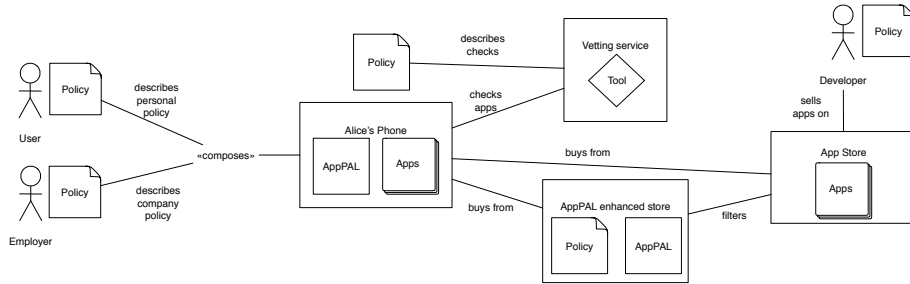 Policy
User
describes
personal
policy
Policy
Employer
describes
company
policy
«composes»
Policy
describes
checks
Vetting service
Tool
checks
apps
Alice's Phone
AppPAL
Apps
buys from
buys from
AppPAL enhanced store
Policy
AppPAL
filters
Policy
Developer
sells
apps on
App Store
Apps